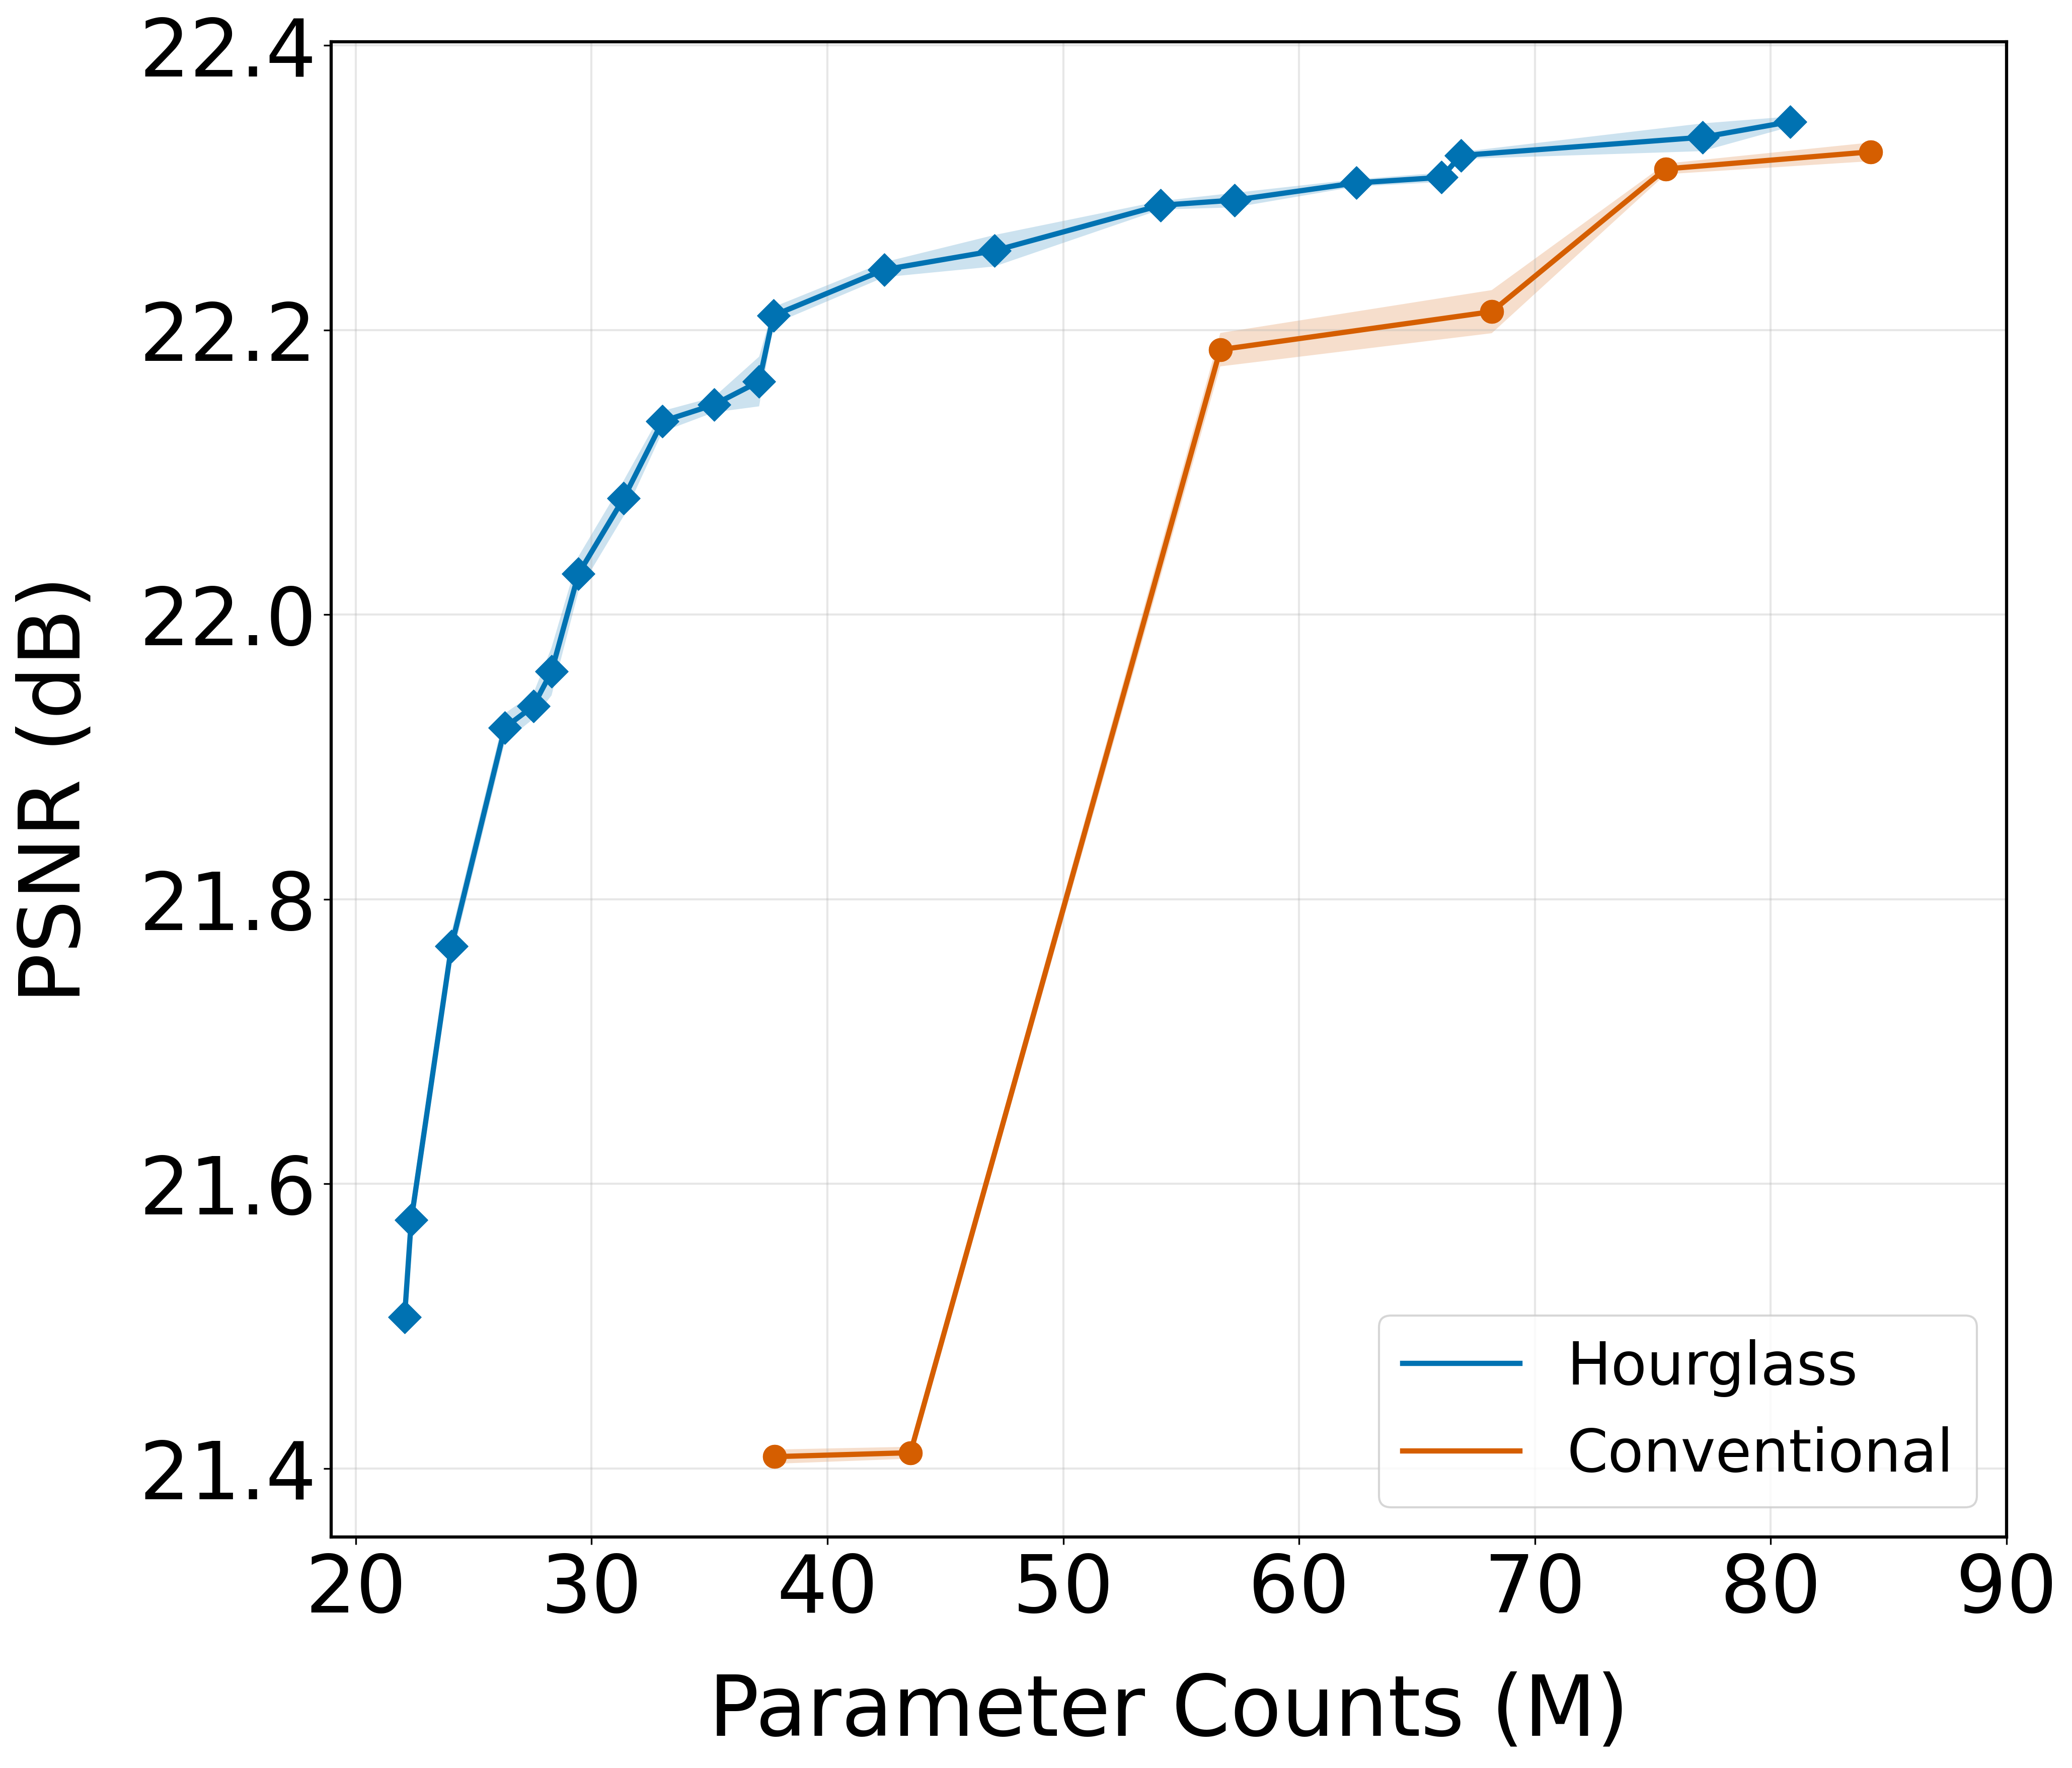 22.4
22.2
22.0
21.8
21.6
21.4
PSNR (dB)
Hourglass
Conventional
20 30 40 50 60 70 80 90
Parameter Counts (M)